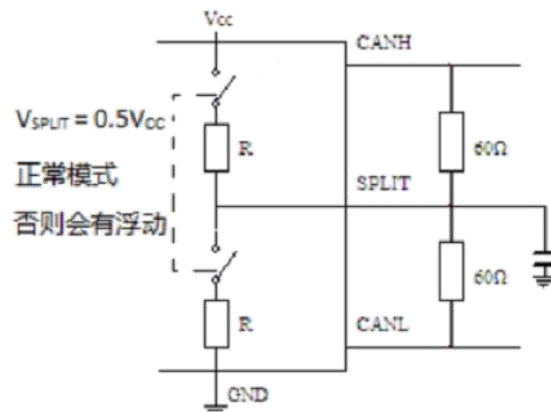 Vcc
CANH
VSPLIT = 0.5VCC
正常模式
否则会有浮动
R
60Ω
SPLIT
R
60Ω
CANL
GND